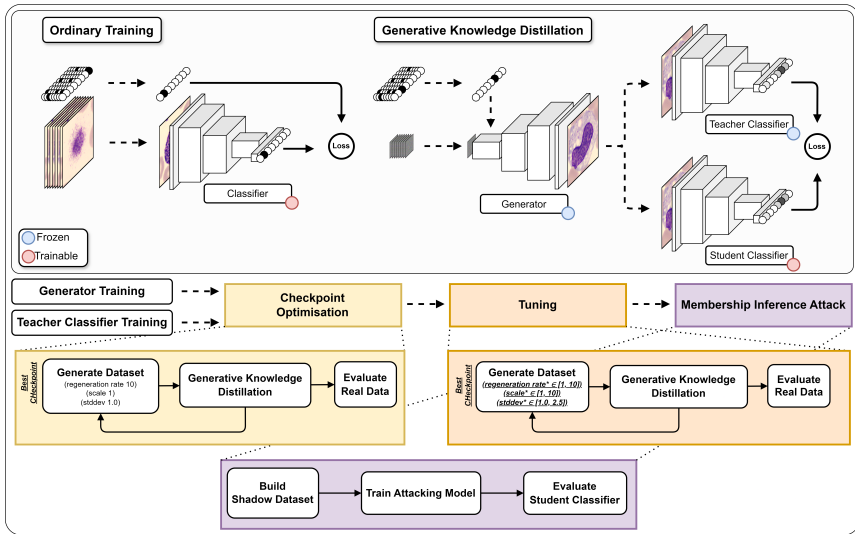 Ordinary Training
Generative Knowledge Distillation
Loss
Classifier
Generator
Teacher Classifier
Loss
Student Classifier
Frozen
Trainable
Generator Training
Teacher Classifier Training
Checkpoint
Optimisation
Tuning
Membership Inference Attack
Best
CHeckpoint
Generate Dataset
(regeneration rate 10)
(scale 1)
(stddev 1.0)
Generative Knowledge
Distillation
Evaluate
Real Data
Best
CHeckpoint
Generate Dataset
(regeneration rate* ∈ [1, 10])
(scale* ∈ [1, 10])
(stddev* ∈ [1.0, 2.5])
Generative Knowledge
Distillation
Evaluate
Real Data
Build
Shadow Dataset
Train Attacking Model
Evaluate
Student Classifier